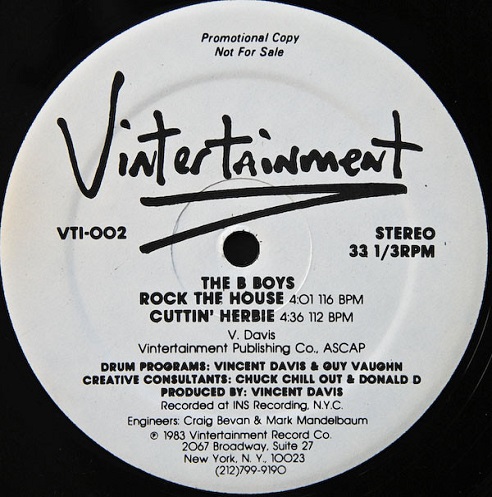 Promotional Copy
Not For Sale
Vintertainment
VTI-002
STEREO
33 1/3RPM
THE B BOYS
ROCK THE HOUSE 4:01 116 BPM
CUTTIN' HERBIE 4:36 112 BPM
V. Davis
Vintertainment Publishing Co., ASCAP
DRUM PROGRAMS: VINCENT DAVIS & GUY VAUGHN
CREATIVE CONSULTANTS: CHUCK CHILL OUT & DONALD D
PRODUCED BY: VINCENT DAVIS
Recorded at INS Recording, N.Y.C.
Engineers: Craig Bevan & Mark Mandelbaum
℗ 1983 Vintertainment Record Co.
2067 Broadway, Suite 27
New York, N. Y., 10023
(212)799-9190